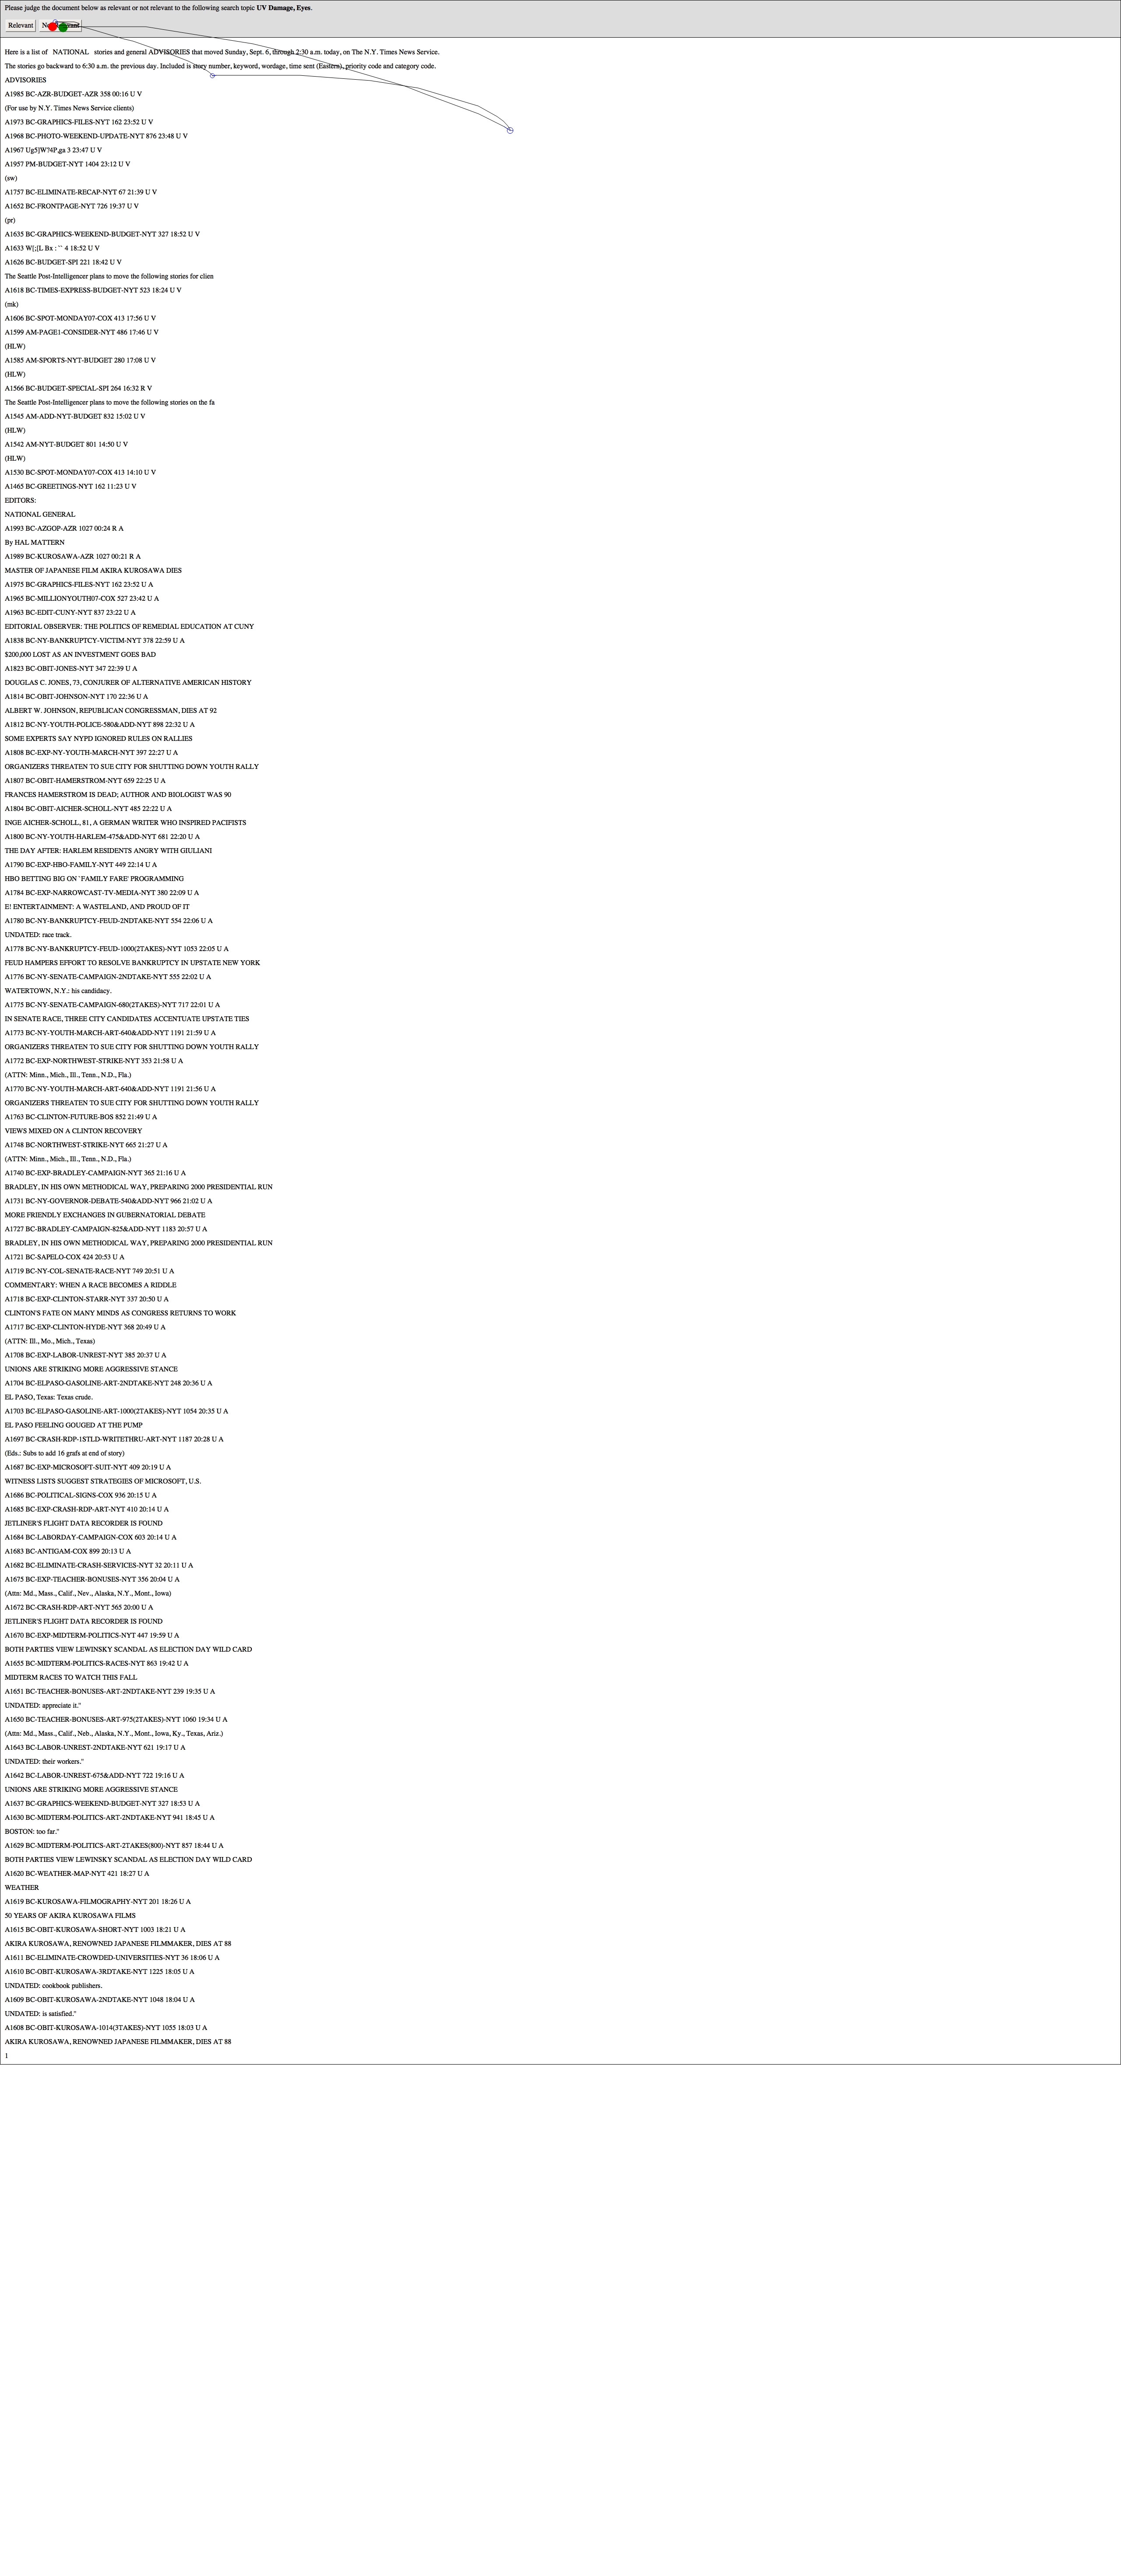 Please judge the document below as relevant or not relevant to the following search topic UV Damage, Eyes.
Relevant
Here is a list of NATIONAL stories and general ADVISORIES that moved Sunday, Sept. 6, through 2:30 a.m. today, on The N.Y. Times News Service.
The stories go backward to 6:30 a.m. the previous day. Included is story number, keyword, wordage, time sent (Eastern), priority code and category code.
ADVISORIES
A1985 BC-AZR-BUDGET-AZR 358 00:16 U V
(For use by N.Y. Times News Service clients)
A1973 BC-GRAPHICS-FILES-NYT 162 23:52 U V
A1968 BC-PHOTO-WEEKEND-UPDATE-NYT 876 23:48 U V
A1967 Ug5]W?4P,ga 3 23:47 U V
A1957 PM-BUDGET-NYT 1404 23:12 U V
(sw)
A1757 BC-ELIMINATE-RECAP-NYT 67 21:39 U V
A1652 BC-FRONTPAGE-NYT 726 19:37 U V
(pr)
A1635 BC-GRAPHICS-WEEKEND-BUDGET-NYT 327 18:52 U V
A1633 W[;[L Bx : `` 4 18:52 U V
A1626 BC-BUDGET-SPI 221 18:42 U V
The Seattle Post-Intelligencer plans to move the following stories for clien
A1618 BC-TIMES-EXPRESS-BUDGET-NYT 523 18:24 U V
(mk)
A1606 BC-SPOT-MONDAY07-COX 413 17:56 U V
A1599 AM-PAGE1-CONSIDER-NYT 486 17:46 U V
(HLW)
A1585 AM-SPORTS-NYT-BUDGET 280 17:08 U V
(HLW)
A1566 BC-BUDGET-SPECIAL-SPI 264 16:32 R V
The Seattle Post-Intelligencer plans to move the following stories on the fa
A1545 AM-ADD-NYT-BUDGET 832 15:02 U V
(HLW)
A1542 AM-NYT-BUDGET 801 14:50 U V
(HLW)
A1530 BC-SPOT-MONDAY07-COX 413 14:10 U V
A1465 BC-GREETINGS-NYT 162 11:23 U V
EDITORS:
NATIONAL GENERAL
A1993 BC-AZGOP-AZR 1027 00:24 R A
By HAL MATTERN
A1989 BC-KUROSAWA-AZR 1027 00:21 R A
MASTER OF JAPANESE FILM AKIRA KUROSAWA DIES
A1975 BC-GRAPHICS-FILES-NYT 162 23:52 U A
A1965 BC-MILLIONYOUTH07-COX 527 23:42 U A
A1963 BC-EDIT-CUNY-NYT 837 23:22 U A
EDITORIAL OBSERVER: THE POLITICS OF REMEDIAL EDUCATION AT CUNY
A1838 BC-NY-BANKRUPTCY-VICTIM-NYT 378 22:59 U A
$200,000 LOST AS AN INVESTMENT GOES BAD
A1823 BC-OBIT-JONES-NYT 347 22:39 U A
DOUGLAS C. JONES, 73, CONJURER OF ALTERNATIVE AMERICAN HISTORY
A1814 BC-OBIT-JOHNSON-NYT 170 22:36 U A
ALBERT W. JOHNSON, REPUBLICAN CONGRESSMAN, DIES AT 92
A1812 BC-NY-YOUTH-POLICE-580&ADD-NYT 898 22:32 U A
SOME EXPERTS SAY NYPD IGNORED RULES ON RALLIES
A1808 BC-EXP-NY-YOUTH-MARCH-NYT 397 22:27 U A
ORGANIZERS THREATEN TO SUE CITY FOR SHUTTING DOWN YOUTH RALLY
A1807 BC-OBIT-HAMERSTROM-NYT 659 22:25 U A
FRANCES HAMERSTROM IS DEAD; AUTHOR AND BIOLOGIST WAS 90
A1804 BC-OBIT-AICHER-SCHOLL-NYT 485 22:22 U A
INGE AICHER-SCHOLL, 81, A GERMAN WRITER WHO INSPIRED PACIFISTS
A1800 BC-NY-YOUTH-HARLEM-475&ADD-NYT 681 22:20 U A
THE DAY AFTER: HARLEM RESIDENTS ANGRY WITH GIULIANI
A1790 BC-EXP-HBO-FAMILY-NYT 449 22:14 U A
HBO BETTING BIG ON `FAMILY FARE' PROGRAMMING
A1784 BC-EXP-NARROWCAST-TV-MEDIA-NYT 380 22:09 U A
E! ENTERTAINMENT: A WASTELAND, AND PROUD OF IT
A1780 BC-NY-BANKRUPTCY-FEUD-2NDTAKE-NYT 554 22:06 U A
UNDATED: race track.
A1778 BC-NY-BANKRUPTCY-FEUD-1000(2TAKES)-NYT 1053 22:05 U A
FEUD HAMPERS EFFORT TO RESOLVE BANKRUPTCY IN UPSTATE NEW YORK
A1776 BC-NY-SENATE-CAMPAIGN-2NDTAKE-NYT 555 22:02 U A
WATERTOWN, N.Y.: his candidacy.
A1775 BC-NY-SENATE-CAMPAIGN-680(2TAKES)-NYT 717 22:01 U A
IN SENATE RACE, THREE CITY CANDIDATES ACCENTUATE UPSTATE TIES
A1773 BC-NY-YOUTH-MARCH-ART-640&ADD-NYT 1191 21:59 U A
ORGANIZERS THREATEN TO SUE CITY FOR SHUTTING DOWN YOUTH RALLY
A1772 BC-EXP-NORTHWEST-STRIKE-NYT 353 21:58 U A
(ATTN: Minn., Mich., Ill., Tenn., N.D., Fla.)
A1770 BC-NY-YOUTH-MARCH-ART-640&ADD-NYT 1191 21:56 U A
ORGANIZERS THREATEN TO SUE CITY FOR SHUTTING DOWN YOUTH RALLY
A1763 BC-CLINTON-FUTURE-BOS 852 21:49 U A
VIEWS MIXED ON A CLINTON RECOVERY
A1748 BC-NORTHWEST-STRIKE-NYT 665 21:27 U A
(ATTN: Minn., Mich., Ill., Tenn., N.D., Fla.)
A1740 BC-EXP-BRADLEY-CAMPAIGN-NYT 365 21:16 U A
BRADLEY, IN HIS OWN METHODICAL WAY, PREPARING 2000 PRESIDENTIAL RUN
A1731 BC-NY-GOVERNOR-DEBATE-540&ADD-NYT 966 21:02 U A
MORE FRIENDLY EXCHANGES IN GUBERNATORIAL DEBATE
A1727 BC-BRADLEY-CAMPAIGN-825&ADD-NYT 1183 20:57 U A
BRADLEY, IN HIS OWN METHODICAL WAY, PREPARING 2000 PRESIDENTIAL RUN
A1721 BC-SAPELO-COX 424 20:53 U A
A1719 BC-NY-COL-SENATE-RACE-NYT 749 20:51 U A
COMMENTARY: WHEN A RACE BECOMES A RIDDLE
A1718 BC-EXP-CLINTON-STARR-NYT 337 20:50 U A
CLINTON'S FATE ON MANY MINDS AS CONGRESS RETURNS TO WORK
A1717 BC-EXP-CLINTON-HYDE-NYT 368 20:49 U A
(ATTN: Ill., Mo., Mich., Texas)
A1708 BC-EXP-LABOR-UNREST-NYT 385 20:37 U A
UNIONS ARE STRIKING MORE AGGRESSIVE STANCE
A1704 BC-ELPASO-GASOLINE-ART-2NDTAKE-NYT 248 20:36 U A
EL PASO, Texas: Texas crude.
A1703 BC-ELPASO-GASOLINE-ART-1000(2TAKES)-NYT 1054 20:35 U A
EL PASO FEELING GOUGED AT THE PUMP
A1697 BC-CRASH-RDP-1STLD-WRITETHRU-ART-NYT 1187 20:28 U A
(Eds.: Subs to add 16 grafs at end of story)
A1687 BC-EXP-MICROSOFT-SUIT-NYT 409 20:19 U A
WITNESS LISTS SUGGEST STRATEGIES OF MICROSOFT, U.S.
A1686 BC-POLITICAL-SIGNS-COX 936 20:15 U A
A1685 BC-EXP-CRASH-RDP-ART-NYT 410 20:14 U A
JETLINER'S FLIGHT DATA RECORDER IS FOUND
A1684 BC-LABORDAY-CAMPAIGN-COX 603 20:14 U A
A1683 BC-ANTIGAM-COX 899 20:13 U A
A1682 BC-ELIMINATE-CRASH-SERVICES-NYT 32 20:11 U A
A1675 BC-EXP-TEACHER-BONUSES-NYT 356 20:04 U A
(Attn: Md., Mass., Calif., Nev., Alaska, N.Y., Mont., Iowa)
A1672 BC-CRASH-RDP-ART-NYT 565 20:00 U A
JETLINER'S FLIGHT DATA RECORDER IS FOUND
A1670 BC-EXP-MIDTERM-POLITICS-NYT 447 19:59 U A
BOTH PARTIES VIEW LEWINSKY SCANDAL AS ELECTION DAY WILD CARD
A1655 BC-MIDTERM-POLITICS-RACES-NYT 863 19:42 U A
MIDTERM RACES TO WATCH THIS FALL
A1651 BC-TEACHER-BONUSES-ART-2NDTAKE-NYT 239 19:35 U A
UNDATED: appreciate it.''
A1650 BC-TEACHER-BONUSES-ART-975(2TAKES)-NYT 1060 19:34 U A
(Attn: Md., Mass., Calif., Neb., Alaska, N.Y., Mont., Iowa, Ky., Texas, Ariz.)
A1643 BC-LABOR-UNREST-2NDTAKE-NYT 621 19:17 U A
UNDATED: their workers.''
A1642 BC-LABOR-UNREST-675&ADD-NYT 722 19:16 U A
UNIONS ARE STRIKING MORE AGGRESSIVE STANCE
A1637 BC-GRAPHICS-WEEKEND-BUDGET-NYT 327 18:53 U A
A1630 BC-MIDTERM-POLITICS-ART-2NDTAKE-NYT 941 18:45 U A
BOSTON: too far.''
A1629 BC-MIDTERM-POLITICS-ART-2TAKES(800)-NYT 857 18:44 U A
BOTH PARTIES VIEW LEWINSKY SCANDAL AS ELECTION DAY WILD CARD
A1620 BC-WEATHER-MAP-NYT 421 18:27 U A
WEATHER
A1619 BC-KUROSAWA-FILMOGRAPHY-NYT 201 18:26 U A
50 YEARS OF AKIRA KUROSAWA FILMS
A1615 BC-OBIT-KUROSAWA-SHORT-NYT 1003 18:21 U A
AKIRA KUROSAWA, RENOWNED JAPANESE FILMMAKER, DIES AT 88
A1611 BC-ELIMINATE-CROWDED-UNIVERSITIES-NYT 36 18:06 U A
A1610 BC-OBIT-KUROSAWA-3RDTAKE-NYT 1225 18:05 U A
UNDATED: cookbook publishers.
A1609 BC-OBIT-KUROSAWA-2NDTAKE-NYT 1048 18:04 U A
UNDATED: is satisfied.''
A1608 BC-OBIT-KUROSAWA-1014(3TAKES)-NYT 1055 18:03 U A
AKIRA KUROSAWA, RENOWNED JAPANESE FILMMAKER, DIES AT 88
1